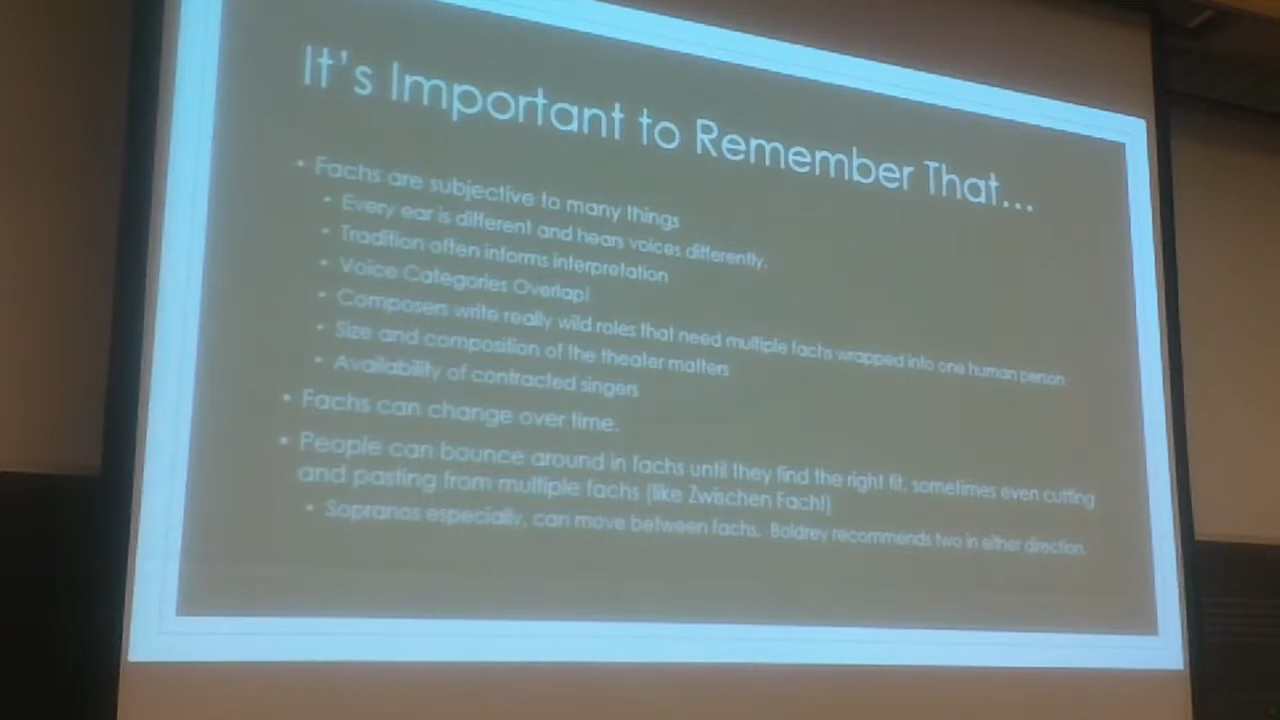 It's Important to Remember That...
• Fachs are subjective to many things
• Every ear is different and hears voices differently.
• Tradition often informs interpretation
• Voice Categories Overlap!
• Composers write really wild roles that need multiple fachs wrapped into one human person
• Size and composition of the theater matters
• Availability of contracted singers
• Fachs can change over time.
• People can bounce around in fachs until they find the right fit, sometimes even cutting
and pasting from multiple fachs (like Zwischen Fach!)
• Sopranos especially, can move between fachs. Boldrey recommends two in either direction.